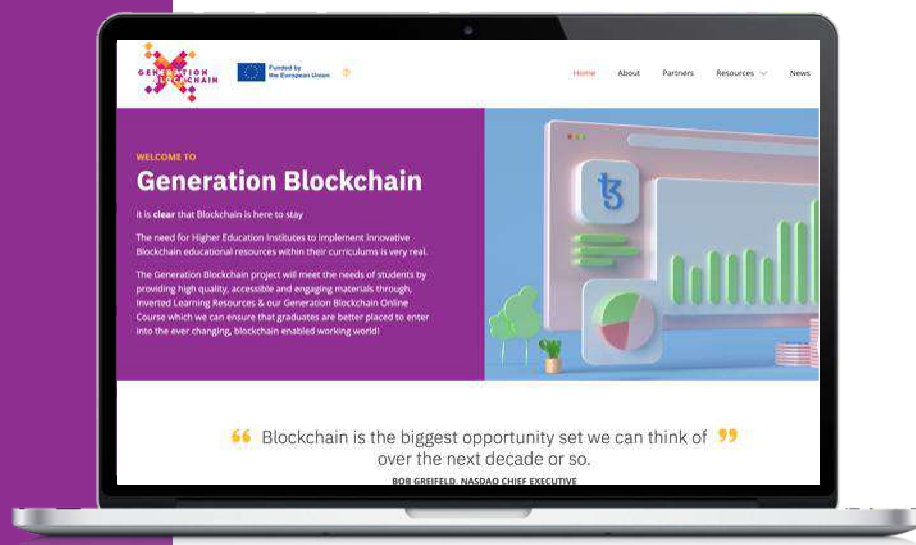 GENERATION
BLOCKCHAIN
Funded by
the European Union
Home About Partners Resources News
WELCOME TO
Generation Blockchain
It is clear that Blockchain is here to stay
The need for Higher Education Institutes to implement innovative
Blockchain educational resources within their curriculums is very real.
The Generation Blockchain project will meet the needs of students by
providing high quality, accessible and engaging materials through,
Inverted Learning Resources & our Generation Blockchain Online
Course which we can ensure that graduates are better placed to enter
into the ever changing, blockchain enabled working world!
“ Blockchain is the biggest opportunity set we can think of ”
over the next decade or so.
BOB GREIFELD, NASDAQ CHIEF EXECUTIVE